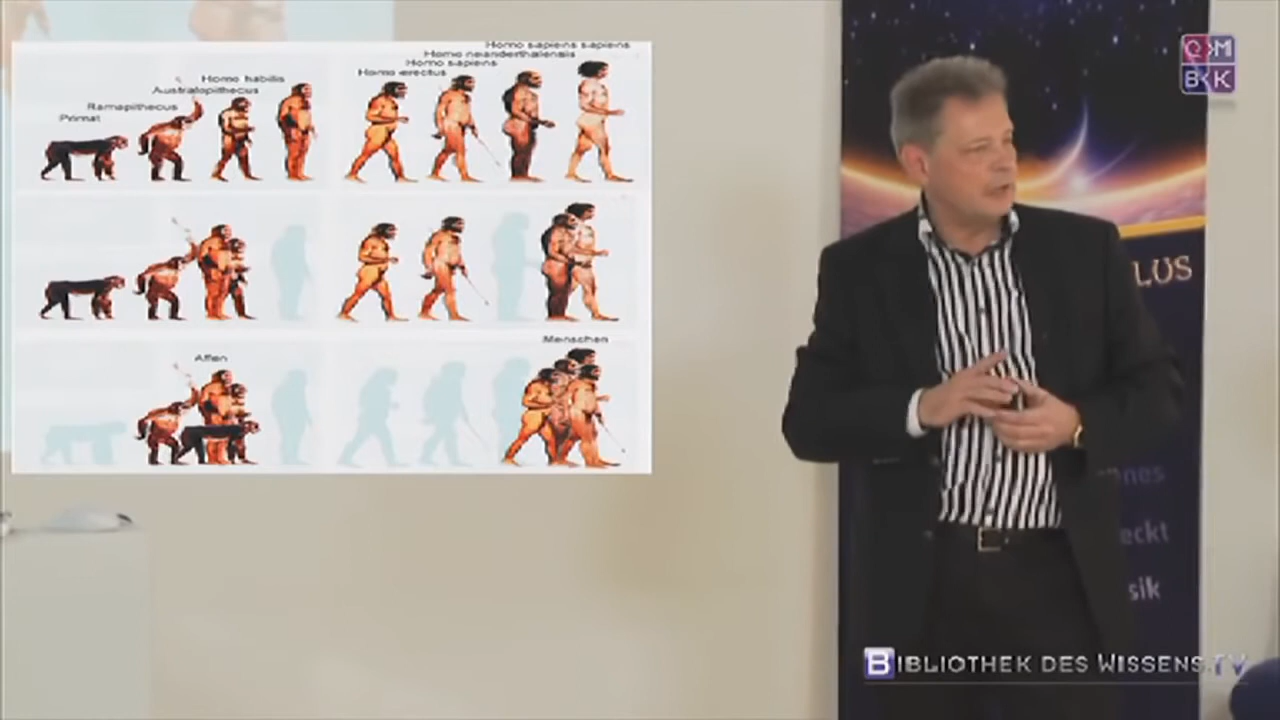 Homo sapiens sapiens
Homo neanderthalensis
Homo sapiens
Homo erectus
Homo habilis
Australopithecus
Ramapithecus
Primat
Affen
Menschen
LUS
eckt
sik
BIBLIOTHEK DES WISSENS.TV